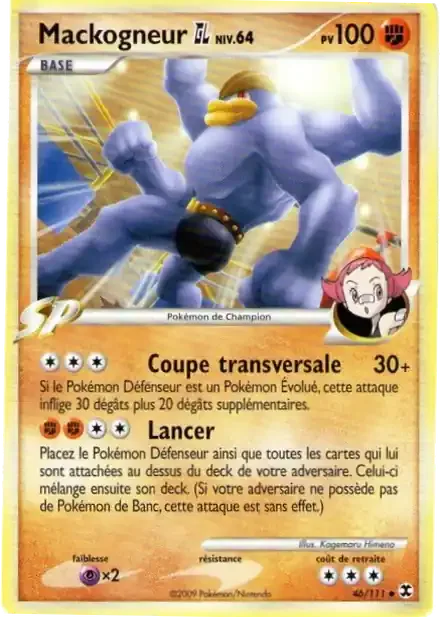 Mackogneur GL NIV.64 PV 100
BASE
SP
Pokémon de Champion
Coupe transversale 30+
Si le Pokémon Défenseur est un Pokémon Évolué, cette attaque
inflige 30 dégâts plus 20 dégâts supplémentaires.
Lancer
Placez le Pokémon Défenseur ainsi que toutes les cartes qui lui
sont attachées au dessus du deck de votre adversaire. Celui-ci
mélange ensuite son deck. (Si votre adversaire ne possède pas
de Pokémon de Banc, cette attaque est sans effet.)
Illus. Kagemaru Himeno
faiblesse résistance coût de retraite
×2
46/111
©2009 Pokémon/Nintendo